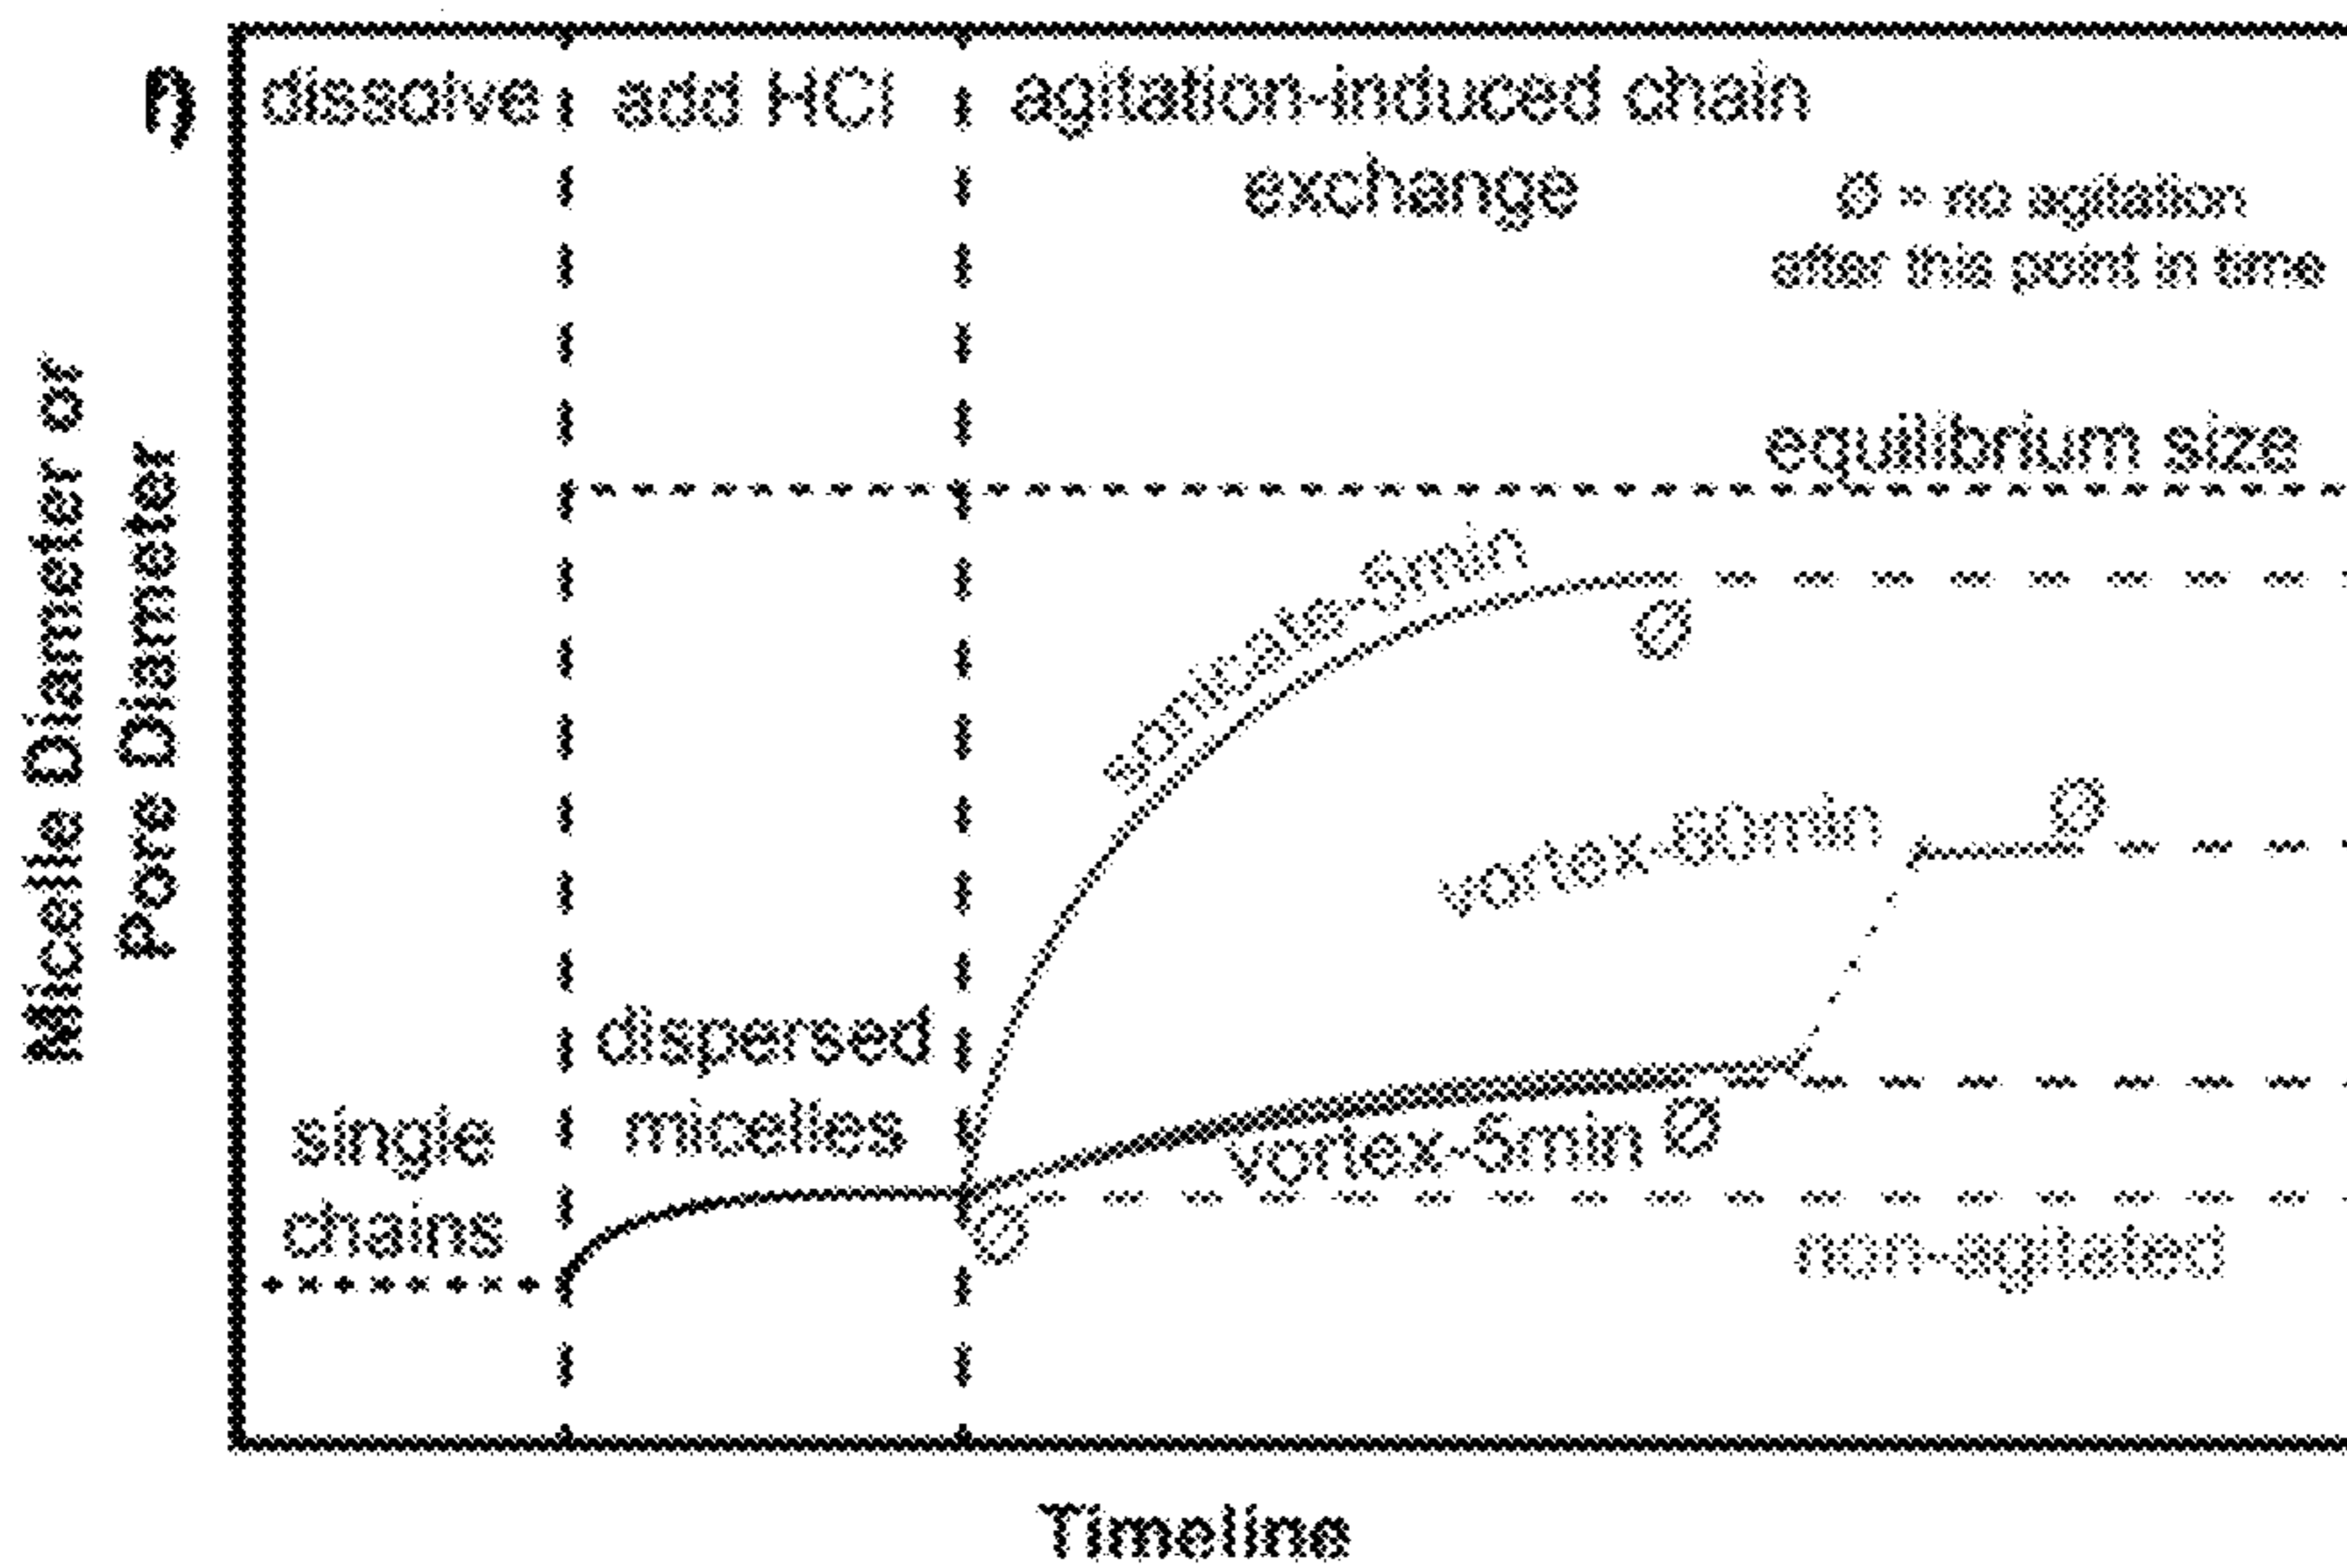 η
dissolve
add HCl
agitation-induced chain
exchange
Ø = no agitation
after this point in time
equilibrium size
Micelle Diameter or
Pore Diameter
sonicate-5min
Ø
Ø
vortex-60min
dispersed
micelles
single
chains
vortex-5min Ø
Ø
non-agitated
Timeline